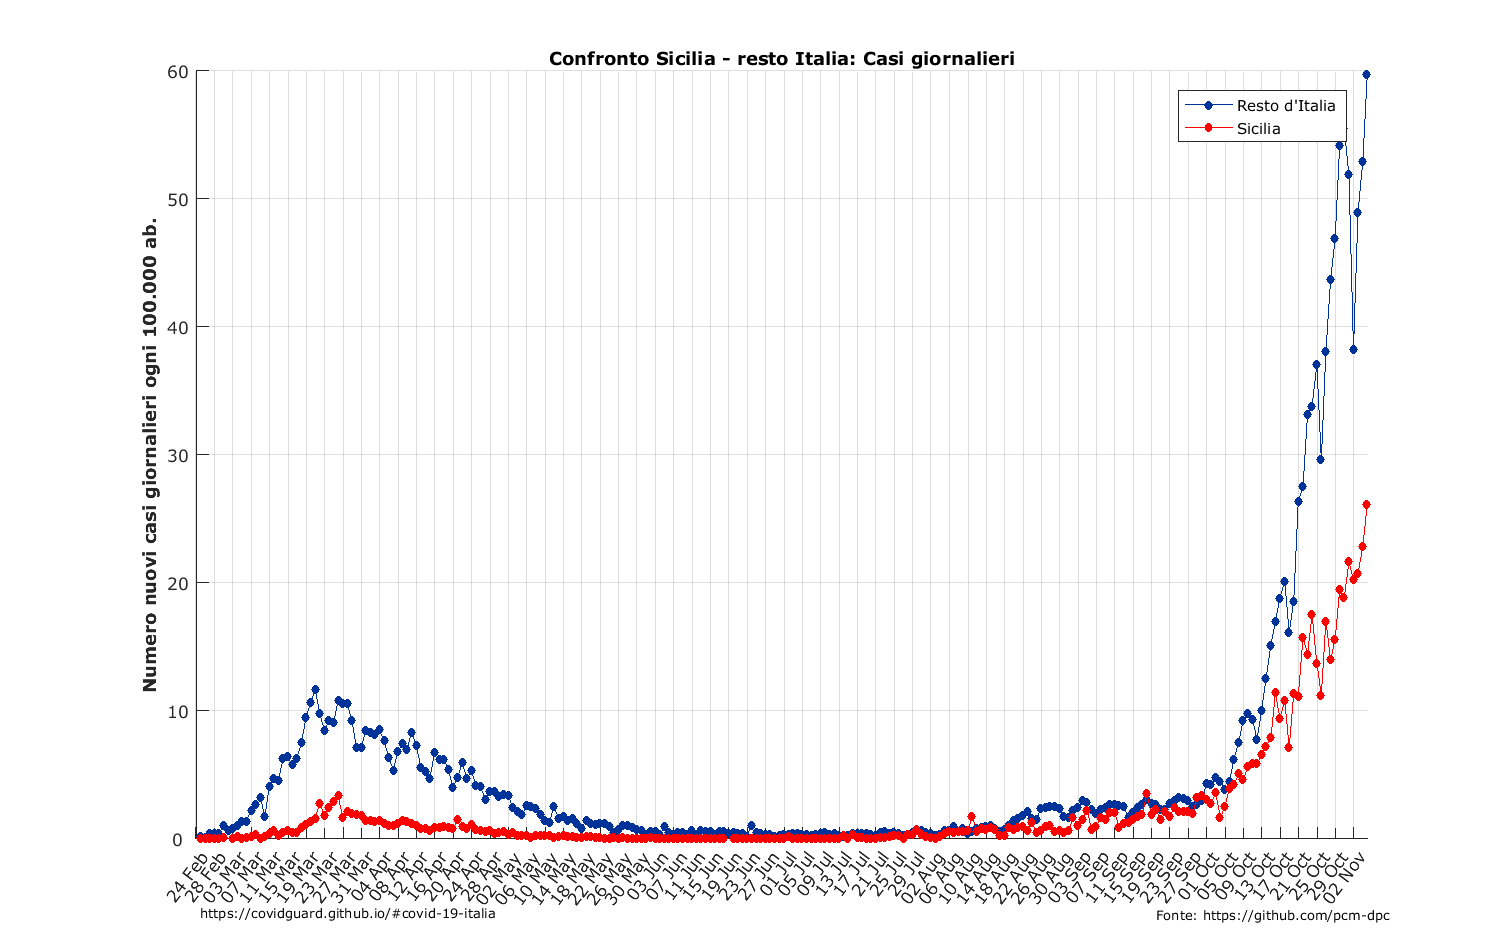 Confronto Sicilia - resto Italia: Casi giornalieri
Numero nuovi casi giornalieri ogni 100.000 ab.
60
50
40
30
20
10
0
Resto d'Italia
Sicilia
24 Feb
28 Feb
03 Mar
07 Mar
11 Mar
15 Mar
19 Mar
23 Mar
27 Mar
31 Mar
04 Apr
08 Apr
12 Apr
16 Apr
20 Apr
24 Apr
28 Apr
02 May
06 May
10 May
14 May
18 May
22 May
26 May
30 May
03 Jun
07 Jun
11 Jun
15 Jun
19 Jun
23 Jun
27 Jun
01 Jul
05 Jul
09 Jul
13 Jul
17 Jul
21 Jul
25 Jul
29 Jul
02 Aug
06 Aug
10 Aug
14 Aug
18 Aug
22 Aug
26 Aug
30 Aug
03 Sep
07 Sep
11 Sep
15 Sep
19 Sep
23 Sep
27 Sep
01 Oct
05 Oct
09 Oct
13 Oct
17 Oct
21 Oct
25 Oct
29 Oct
02 Nov
https://covidguard.github.io/#covid-19-italia
Fonte: https://github.com/pcm-dpc